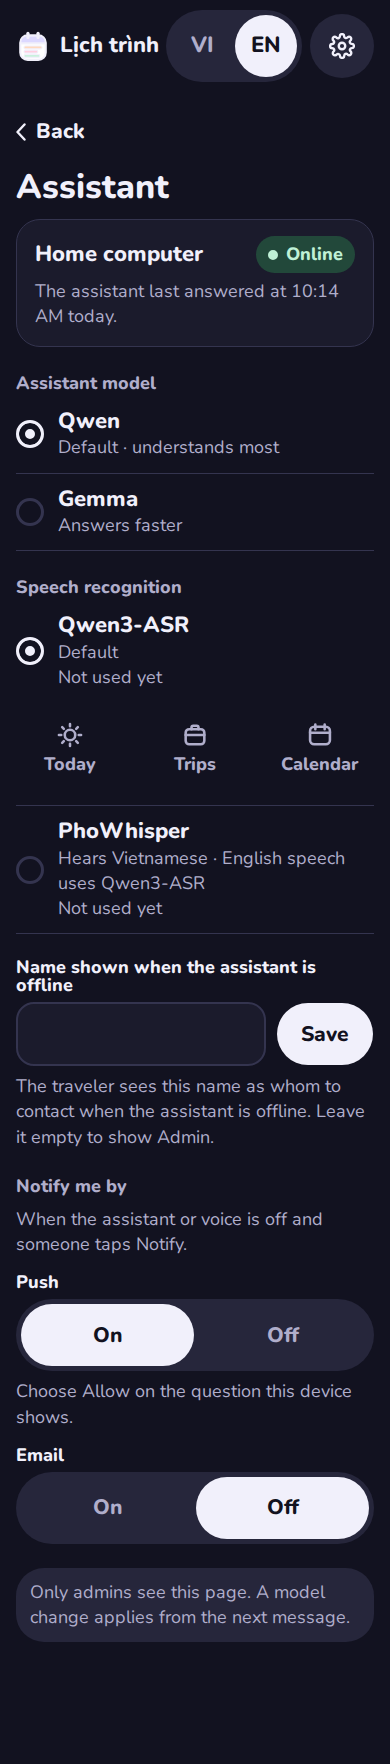 Lịch trình
VI
EN
Back
Assistant
Home computer
Online
The assistant last answered at 10:14
AM today.
Assistant model
Qwen
Default · understands most
Gemma
Answers faster
Speech recognition
Qwen3-ASR
Default
Not used yet
Today
Trips
Calendar
PhoWhisper
Hears Vietnamese · English speech
uses Qwen3-ASR
Not used yet
Name shown when the assistant is
offline
Save
The traveler sees this name as whom to
contact when the assistant is offline. Leave
it empty to show Admin.
Notify me by
When the assistant or voice is off and
someone taps Notify.
Push
On
Off
Choose Allow on the question this device
shows.
Email
On
Off
Only admins see this page. A model
change applies from the next message.